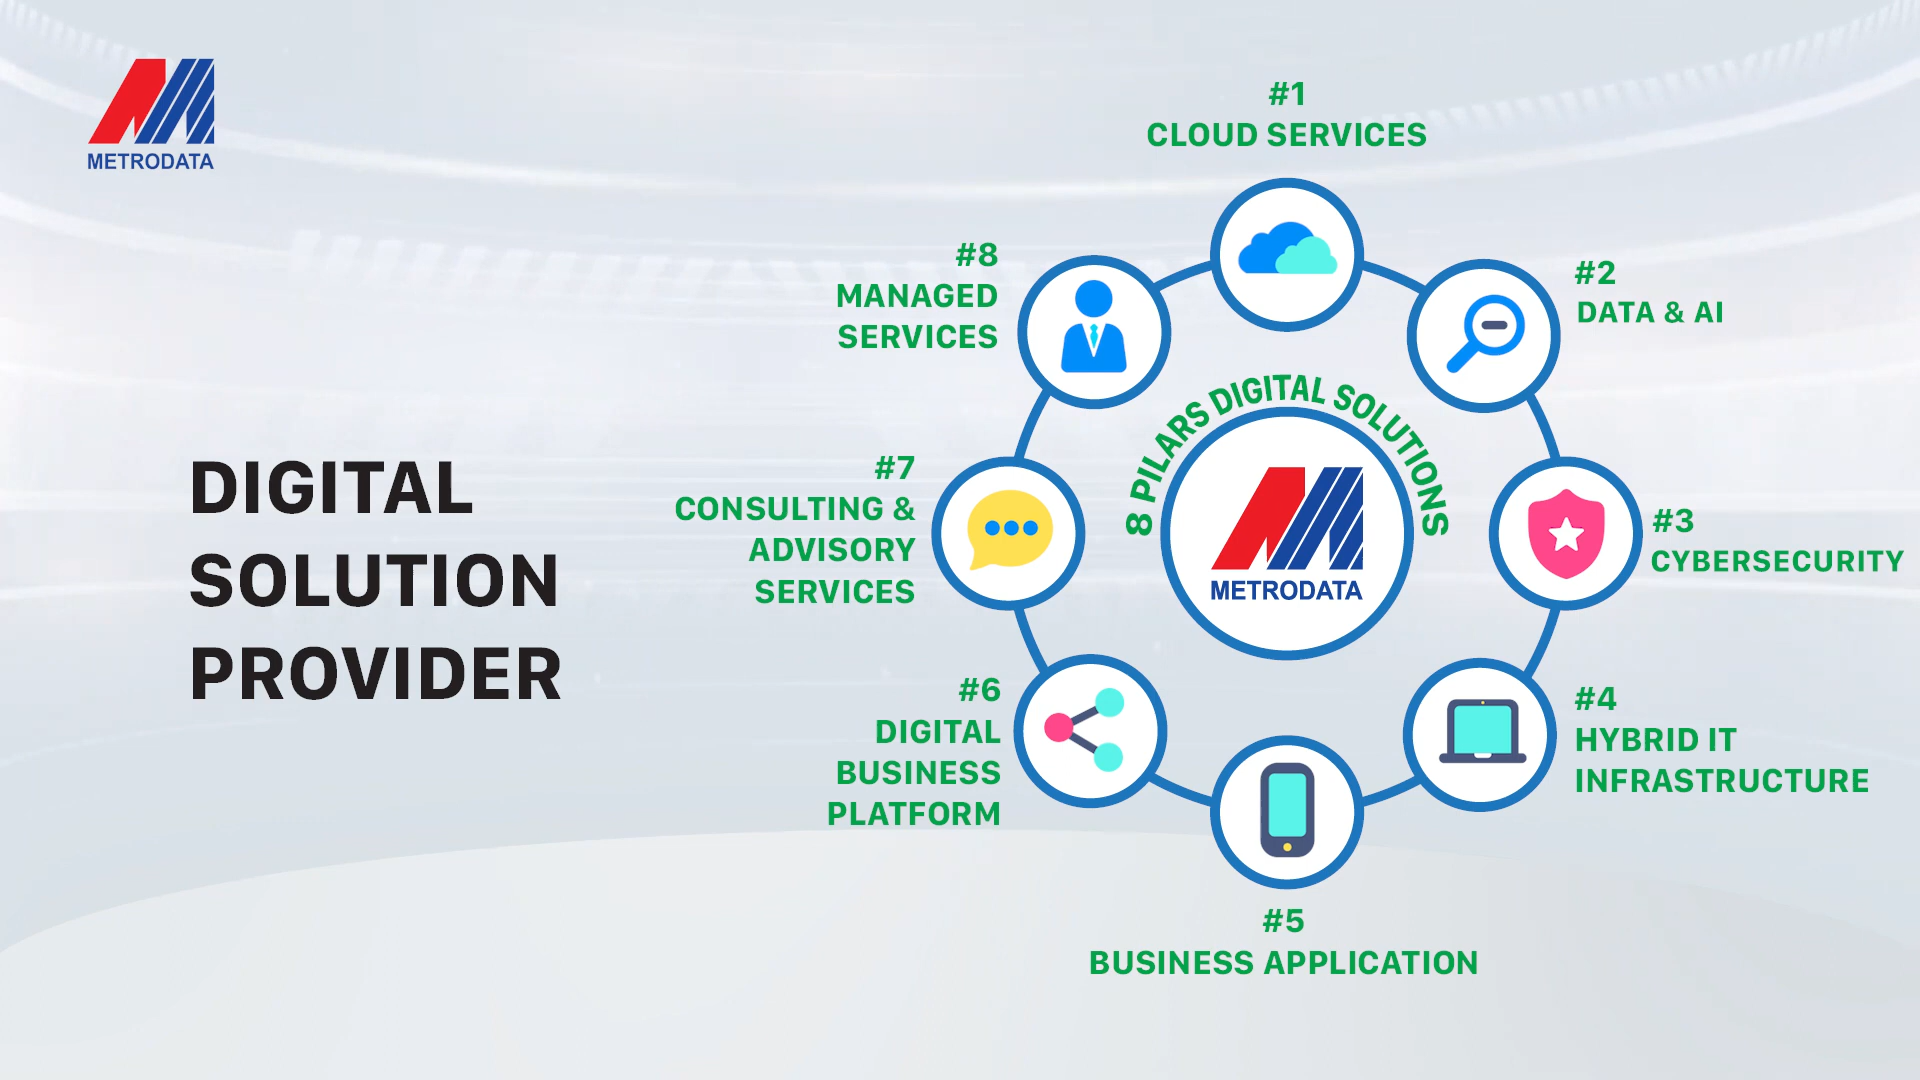 METRODATA
DIGITAL
SOLUTION
PROVIDER
#1
CLOUD SERVICES
#2
DATA & AI
#3
CYBERSECURITY
#4
HYBRID IT
INFRASTRUCTURE
#5
BUSINESS APPLICATION
#6
DIGITAL
BUSINESS
PLATFORM
#7
CONSULTING &
ADVISORY
SERVICES
#8
MANAGED
SERVICES
8 PILARS DIGITAL SOLUTIONS
METRODATA